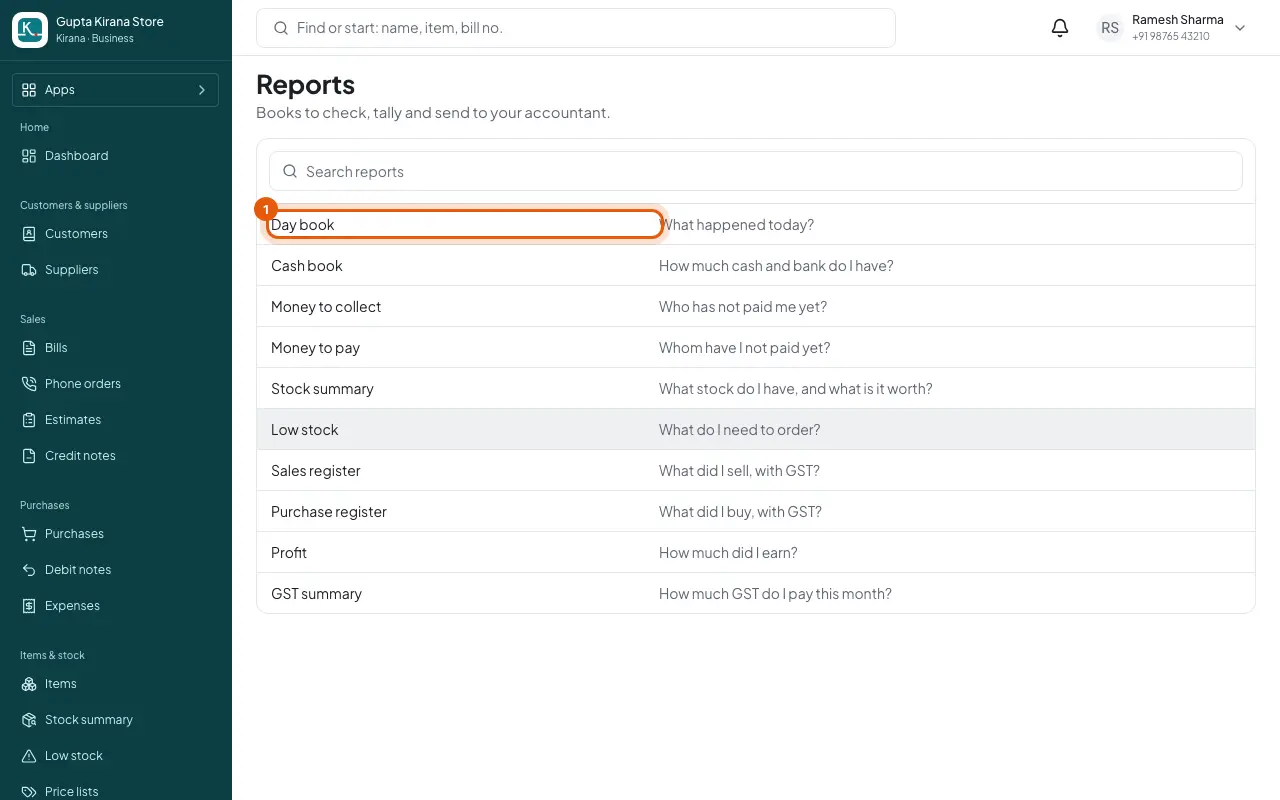 Gupta Kirana Store
Kirana · Business
Apps
Home
Dashboard
Customers & suppliers
Customers
Suppliers
Sales
Bills
Phone orders
Estimates
Credit notes
Purchases
Purchases
Debit notes
Expenses
Items & stock
Items
Stock summary
Low stock
Price lists
Find or start: name, item, bill no.
RS
Ramesh Sharma
+91 98765 43210
Reports
Books to check, tally and send to your accountant.
Search reports
1
Day book What happened today?
Cash book How much cash and bank do I have?
Money to collect Who has not paid me yet?
Money to pay Whom have I not paid yet?
Stock summary What stock do I have, and what is it worth?
Low stock What do I need to order?
Sales register What did I sell, with GST?
Purchase register What did I buy, with GST?
Profit How much did I earn?
GST summary How much GST do I pay this month?